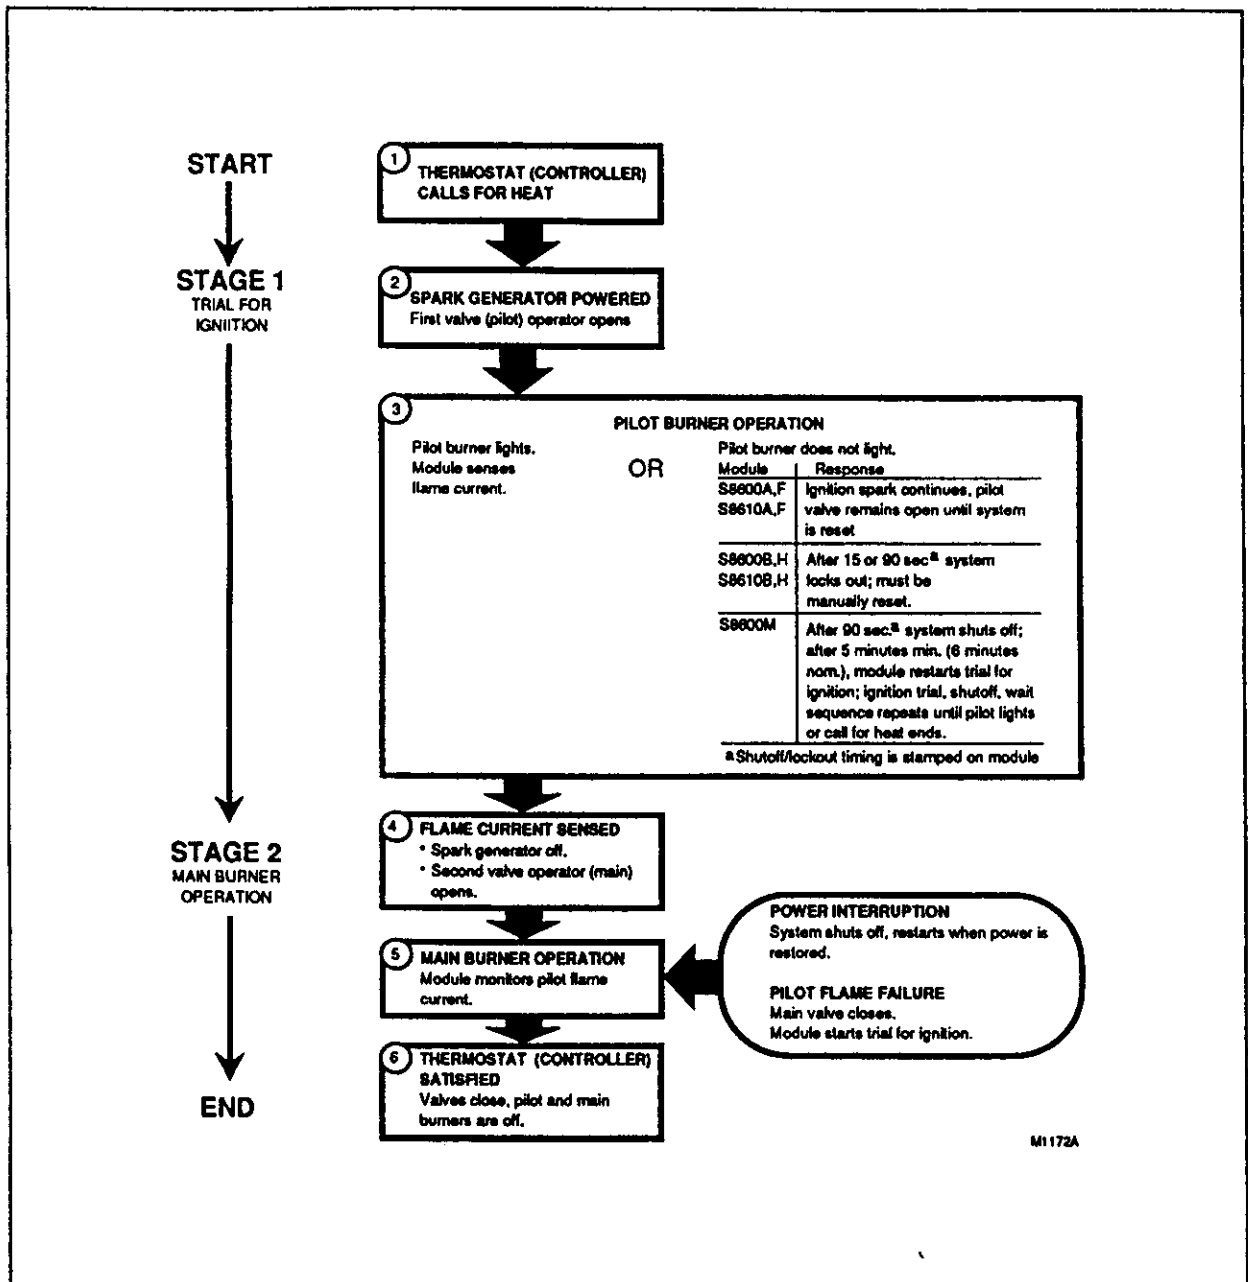 START
STAGE 1
TRIAL FOR
IGNIITION
STAGE 2
MAIN BURNER
OPERATION
END
1
THERMOSTAT (CONTROLLER)
CALLS FOR HEAT
2
SPARK GENERATOR POWERED
First valve (pilot) operator opens
3
PILOT BURNER OPERATION
Pilot burner lights.
Module senses
flame current.
OR
Pilot burner does not light.
Module Response
S8600A,F Ignition spark continues, pilot
S8610A,F valve remains open until system
is reset
S8600B,H After 15 or 90 sec a system
S8610B,H locks out; must be
manually reset.
S8600M After 90 sec. a system shuts off;
after 5 minutes min. (6 minutes
nom.), module restarts trial for
ignition; ignition trial, shutoff, wait
sequence repeats until pilot lights
or call for heat ends.
a Shutoff/lockout timing is stamped on module
4
FLAME CURRENT SENSED
• Spark generator off.
• Second valve operator (main)
opens.
5
MAIN BURNER OPERATION
Module monitors pilot flame
current.
POWER INTERRUPTION
System shuts off, restarts when power is
restored.
PILOT FLAME FAILURE
Main valve closes.
Module starts trial for ignition.
6
THERMOSTAT (CONTROLLER)
SATISFIED
Valves close, pilot and main
burners are off.
M1172A